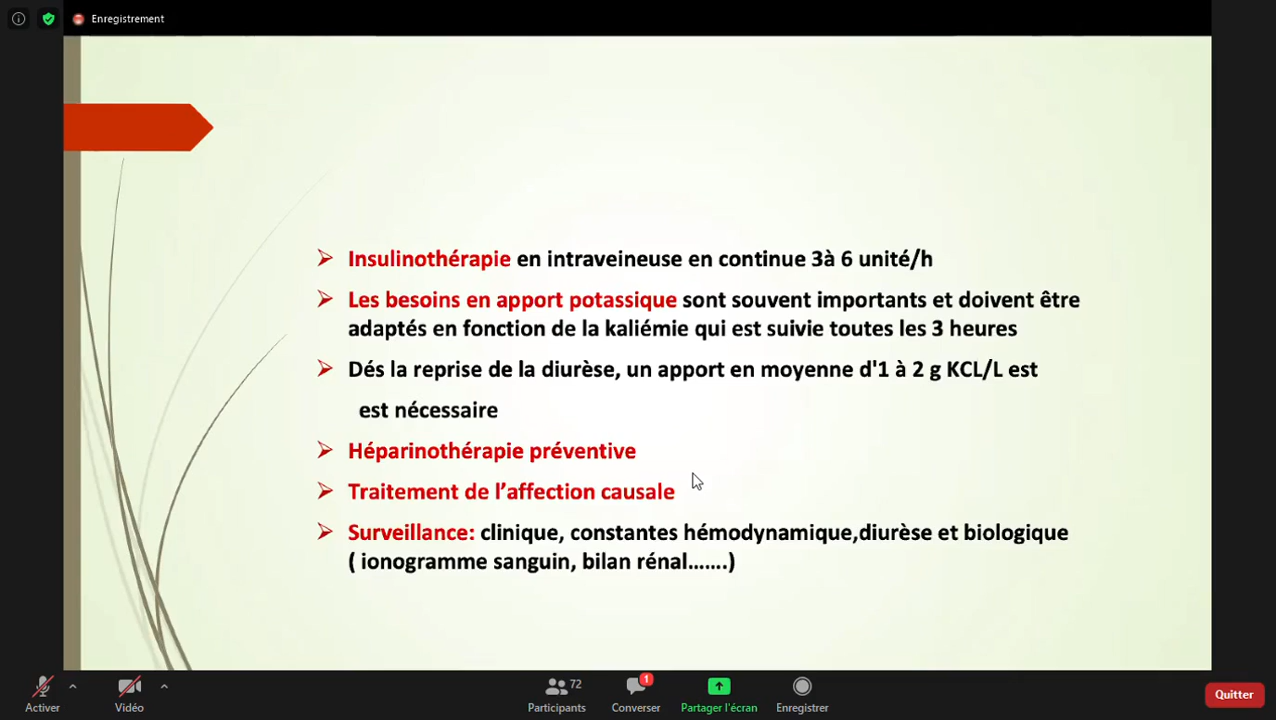 Enregistrement
Insulinothérapie en intraveineuse en continue 3à 6 unité/h
Les besoins en apport potassique sont souvent importants et doivent être
adaptés en fonction de la kaliémie qui est suivie toutes les 3 heures
Dés la reprise de la diurèse, un apport en moyenne d'1 à 2 g KCL/L est
est nécessaire
Héparinothérapie préventive
Traitement de l’affection causale
Surveillance: clinique, constantes hémodynamique,diurèse et biologique
( ionogramme sanguin, bilan rénal…….)
72
1
Activer Vidéo Participants Converser Partager l'écran Enregistrer Quitter